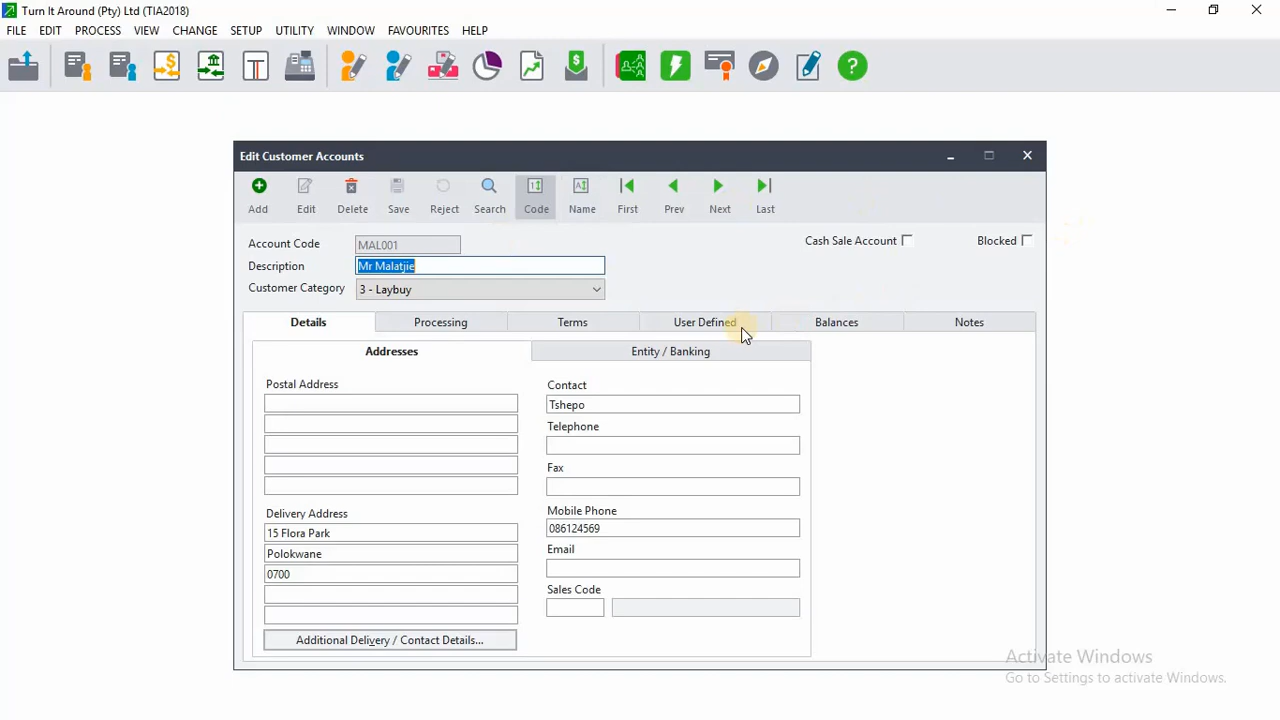 Turn It Around (Pty) Ltd (TIA2018)
FILE EDIT PROCESS VIEW CHANGE SETUP UTILITY WINDOW FAVOURITES HELP
Edit Customer Accounts
Add Edit Delete Save Reject Search Code Name First Prev Next Last
Account Code MAL001 Cash Sale Account Blocked
Description Mr Malatjie
Customer Category 3 - Laybuy
Details Processing Terms User Defined Balances Notes
Addresses Entity / Banking
Postal Address
Contact
Tshepo
Telephone
Fax
Delivery Address
15 Flora Park
Polokwane
0700
Mobile Phone
086124569
Email
Sales Code
Additional Delivery / Contact Details...
Activate Windows
Go to Settings to activate Windows.